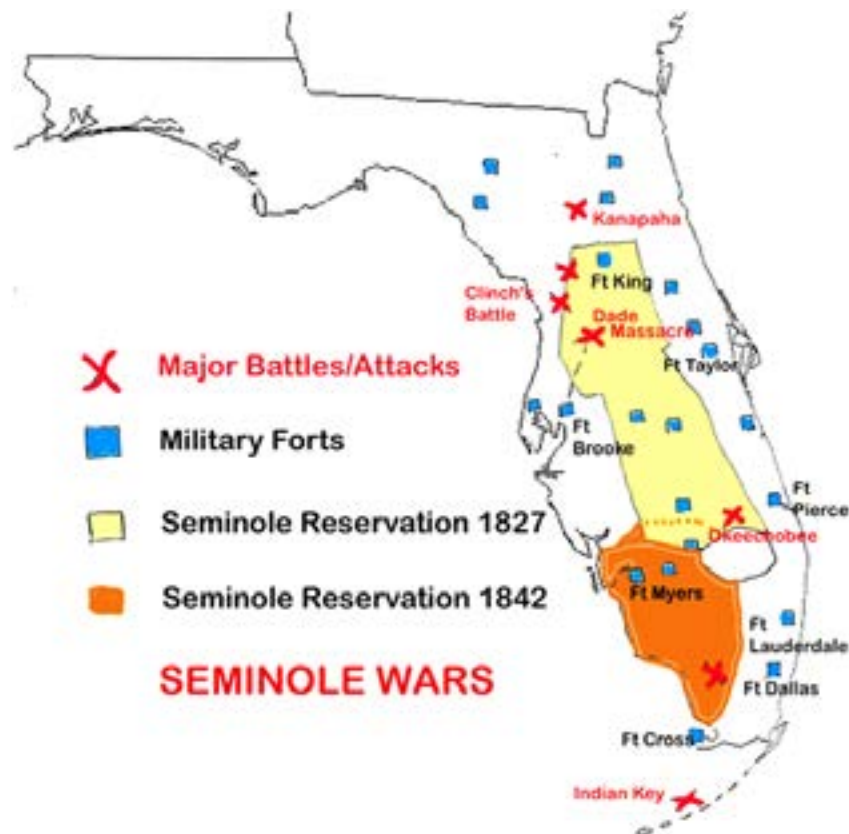 Kanapaha
Ft King
Clinch's
Battle
Dade
Massacre
Ft Taylor
Major Battles/Attacks
Military Forts
Ft
Brooke
Ft
Pierce
Seminole Reservation 1827
Okeechobee
Seminole Reservation 1842
Ft Myers
Ft
Lauderdale
SEMINOLE WARS
Ft Dallas
Ft Cross
Indian Key